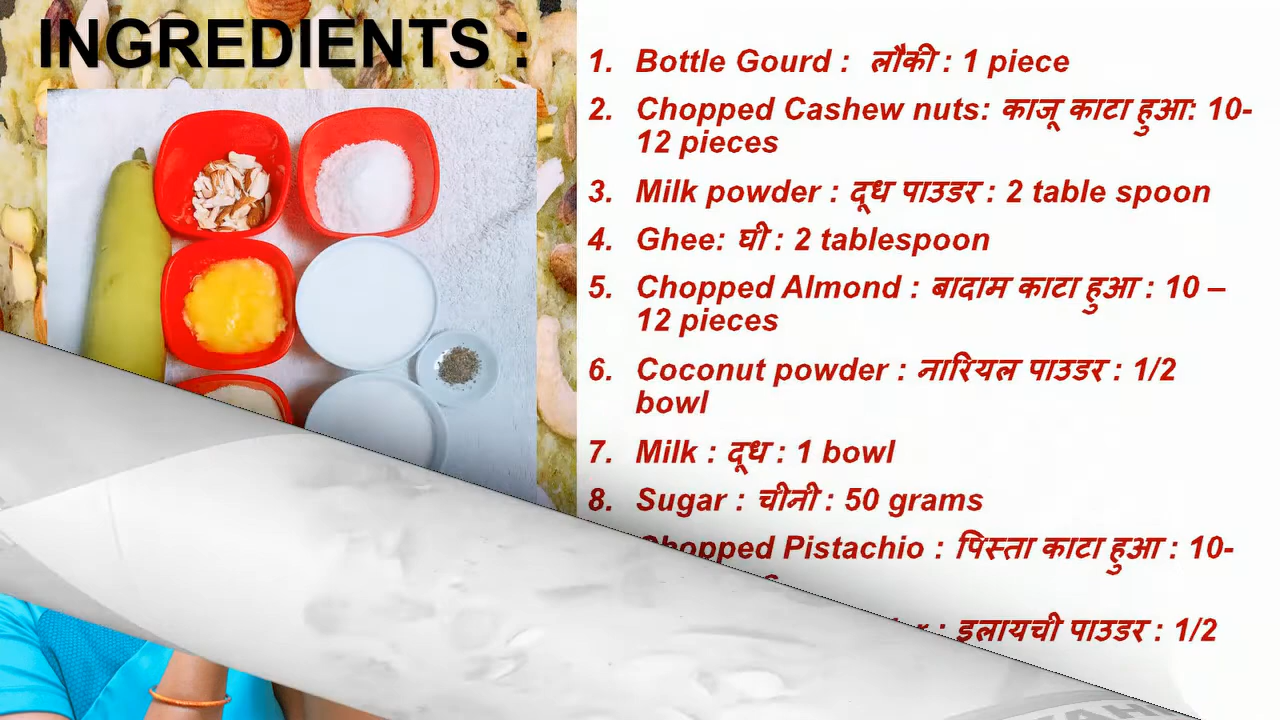 INGREDIENTS :
1. Bottle Gourd : लौकी : 1 piece
2. Chopped Cashew nuts: काजू काटा हुआ: 10-
12 pieces
3. Milk powder : दूध पाउडर : 2 table spoon
4. Ghee: घी : 2 tablespoon
5. Chopped Almond : बादाम काटा हुआ : 10 –
12 pieces
6. Coconut powder : नारियल पाउडर : 1/2
bowl
7. Milk : दूध : 1 bowl
8. Sugar : चीनी : 50 grams
Chopped Pistachio : पिस्ता काटा हुआ : 10-
: इलायची पाउडर : 1/2